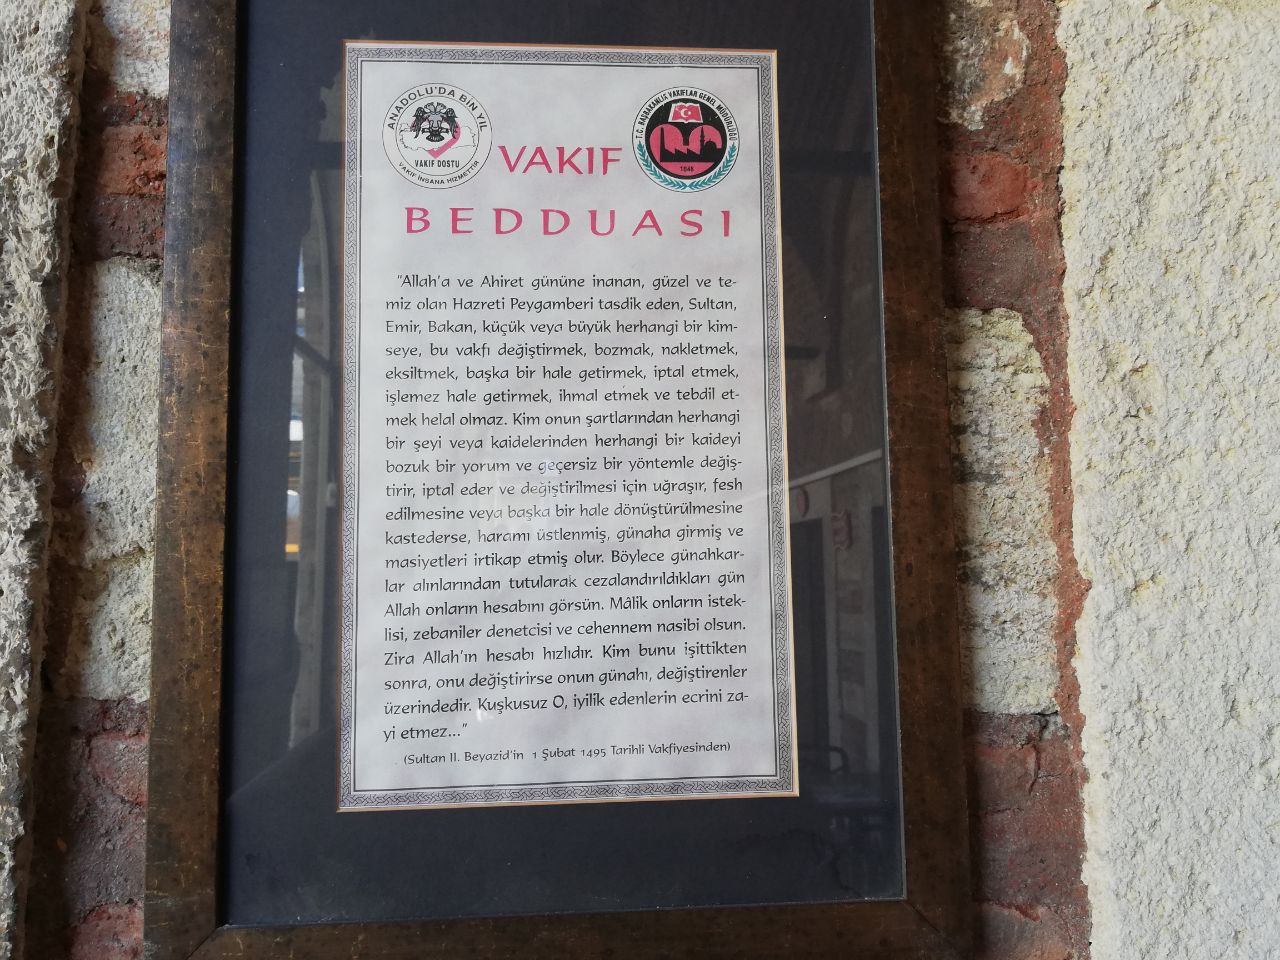 ANADOLU'DA BİN YIL
VAKIF DOSTU
VAKIF İNSANA HİZMETTİR
T.C. BAŞBAKANLIK VAKIFLAR GENEL MÜDÜRLÜĞÜ
1048
VAKIF
BEDDUASI
"Allah'a ve Ahiret gününe inanan, güzel ve te-
miz olan Hazreti Peygamberi tasdik eden, Sultan,
Emir, Bakan, küçük veya büyük herhangi bir kim-
seye, bu vakfı değiştirmek, bozmak, nakletmek,
eksiltmek, başka bir hale getirmek, iptal etmek,
işlemez hale getirmek, ihmal etmek ve tebdil et-
mek helal olmaz. Kim onun şartlarından herhangi
bir şeyi veya kaidelerinden herhangi bir kaideyi
bozuk bir yorum ve geçersiz bir yöntemle değiş-
tirir, iptal eder ve değiştirilmesi için uğraşır, fesh
edilmesine veya başka bir hale dönüştürülmesine
kastederse, haramı üstlenmiş, günaha girmiş ve
masiyetleri irtikap etmiş olur. Böylece günahkar-
lar alınlarından tutularak cezalandırıldıkları gün
Allah onların hesabını görsün. Mâlik onların istek-
lisi, zebaniler denetcisi ve cehennem nasibi olsun.
Zira Allah'ın hesabı hızlıdır. Kim bunu işittikten
sonra, onu değiştirirse onun günahı, değiştirenler
üzerindedir. Kuşkusuz O, iyilik edenlerin ecrini za-
yi etmez..."
(Sultan II. Beyazid'in 1 Şubat 1495 Tarihli Vakfiyesinden)